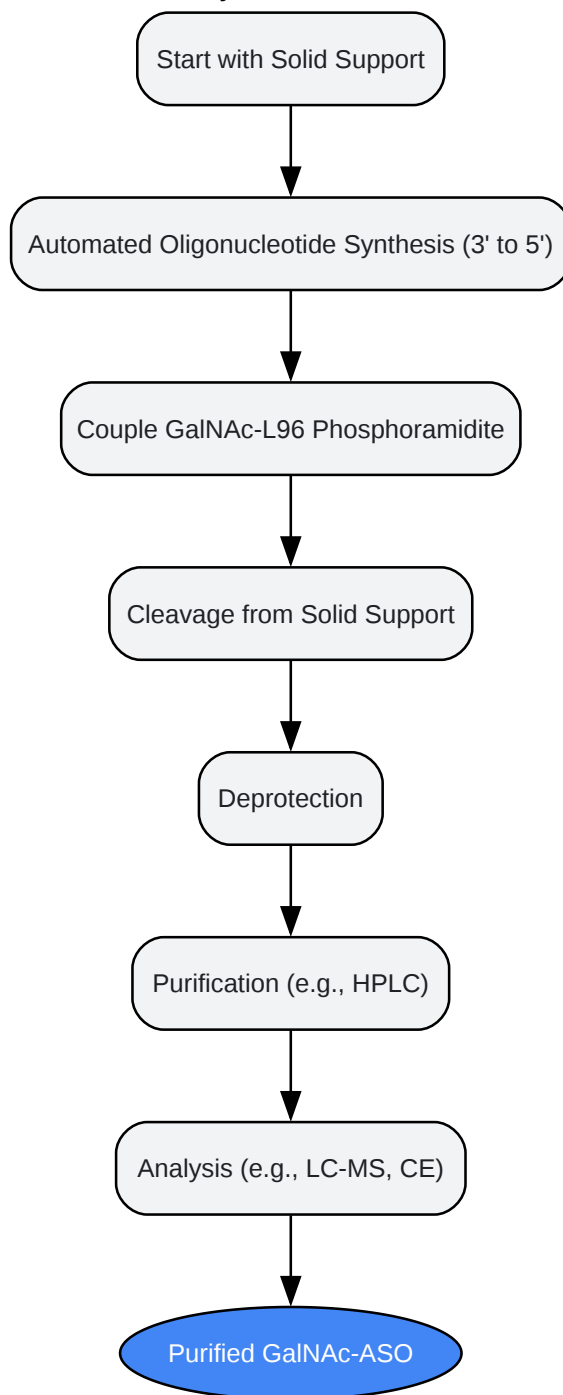 Start with Solid Support
Automated Oligonucleotide Synthesis (3' to 5')
Couple GalNAc-L96 Phosphoramidite
Cleavage from Solid Support
Deprotection
Purification (e.g., HPLC)
Analysis (e.g., LC-MS, CE)
Purified GalNAc-ASO